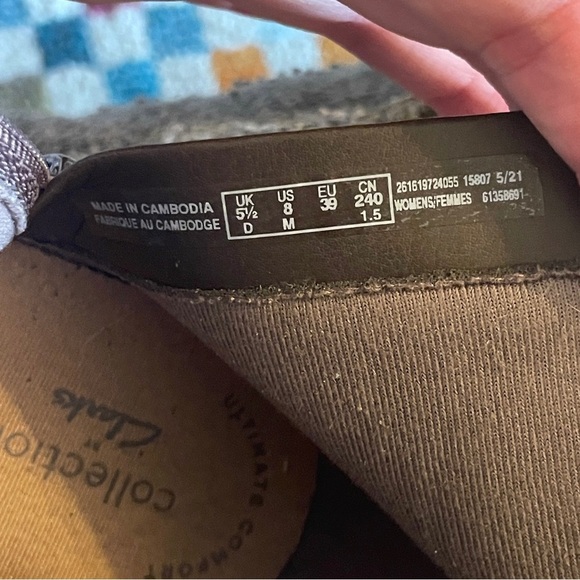 MADE IN CAMBODIA
FABRIQUE AU CAMBODGE
UK US EU CN
5½ 8 39 240
D M 1.5
261619724055 15807 5/21
WOMENS/FEMMES 61358691
collection
BY
Clarks
ULTIMATE COMFORT